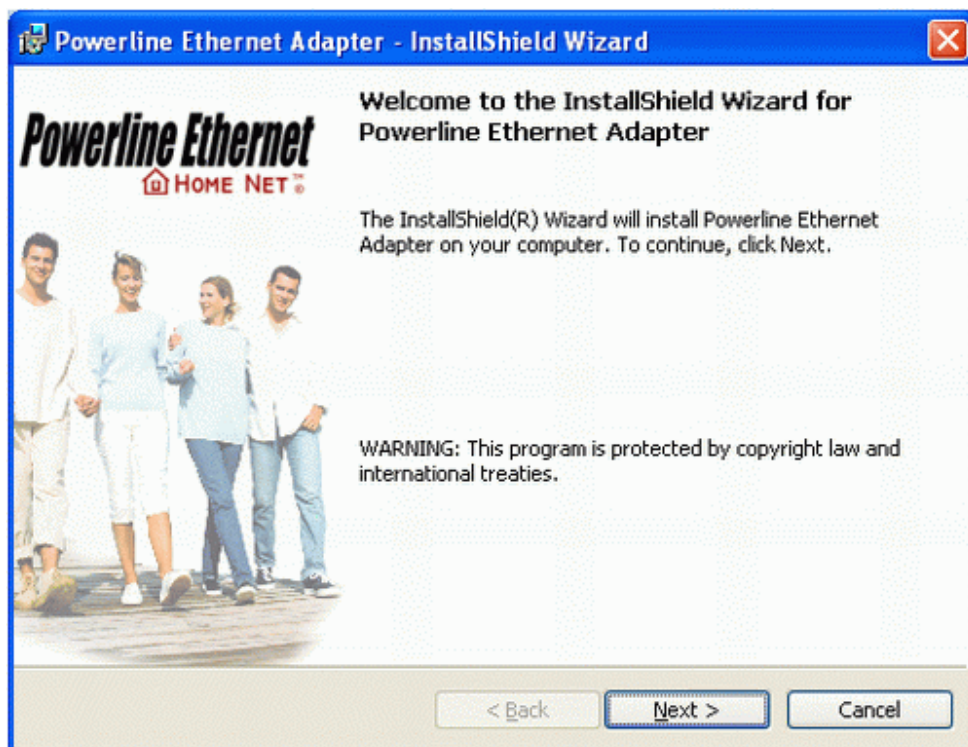 Powerline Ethernet Adapter - InstallShield Wizard
Powerline Ethernet
HOME NET ™ ®
Welcome to the InstallShield Wizard for
Powerline Ethernet Adapter
The InstallShield(R) Wizard will install Powerline Ethernet
Adapter on your computer. To continue, click Next.
WARNING: This program is protected by copyright law and
international treaties.
< Back
Next >
Cancel